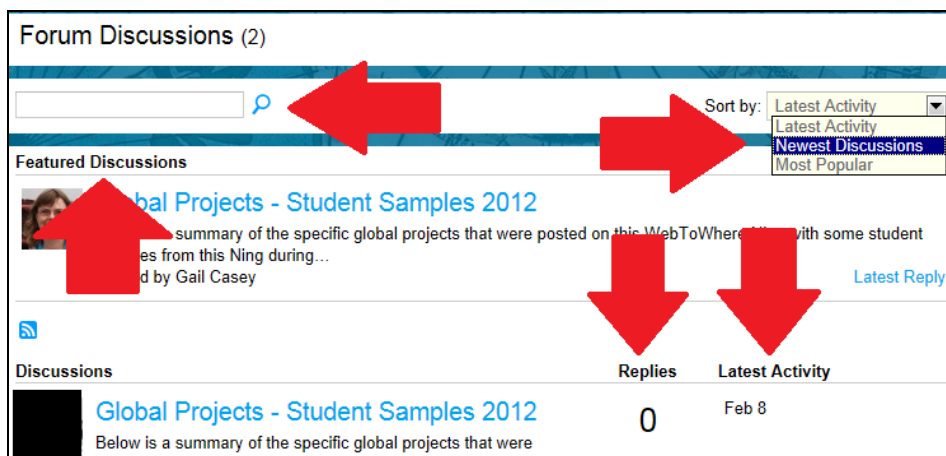 Forum Discussions (2)
Sort by: Latest Activity
Latest Activity
Newest Discussions
Most Popular
Featured Discussions
Projects - Student Samples 2012
summary of the specific global projects that were posted on this WebToWhere with some student
from this Ning during…
by Gail Casey
Latest Reply
Discussions Replies Latest Activity
Global Projects - Student Samples 2012 0 Feb 8
Below is a summary of the specific global projects that were